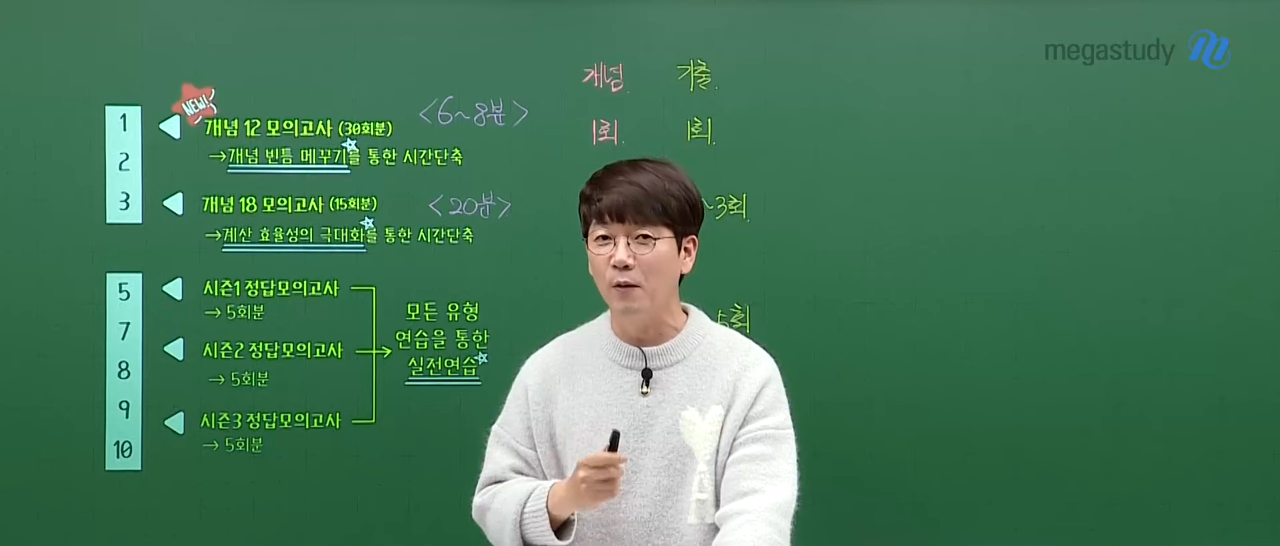 megastudy
개념 기출
1회 1회
~3회
5회
NEW!
1
2
3
개념 12 모의고사 (30회분) <6~8분>
→개념 빈틈 메꾸기를 통한 시간단축
개념 18 모의고사 (15회분) <20분>
→계산 효율성의 극대화를 통한 시간단축
5
7
8
9
10
시즌1 정답모의고사
→ 5회분
시즌2 정답모의고사
→ 5회분
시즌3 정답모의고사
→ 5회분
모든 유형
연습을 통한
실전연습